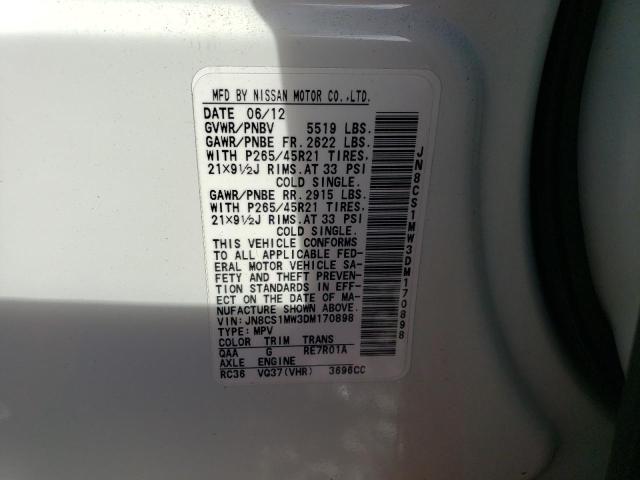 MFD BY NISSAN MOTOR CO.,LTD.
DATE 06/12
GVWR/PNBV 5519 LBS.
GAWR/PNBE FR. 2622 LBS.
WITH P265/45R21 TIRES.
21X9½J RIMS.AT 33 PSI
COLD SINGLE.
GAWR/PNBE RR. 2915 LBS.
WITH P265/45R21 TIRES.
21X9½J RIMS.AT 33 PSI
COLD SINGLE.
THIS VEHICLE CONFORMS
TO ALL APPLICABLE FED-
ERAL MOTOR VEHICLE SA-
FETY AND THEFT PREVEN-
TION STANDARDS IN EFF-
ECT ON THE DATE OF MA-
NUFACTURE SHOWN ABOVE.
VIN: JN8CS1MW3DM170898
TYPE: MPV
COLOR TRIM TRANS
QAA G RE7R01A
AXLE ENGINE
RC36 VQ37(VHR) 3696CC
JN8CS1MW3DM170898